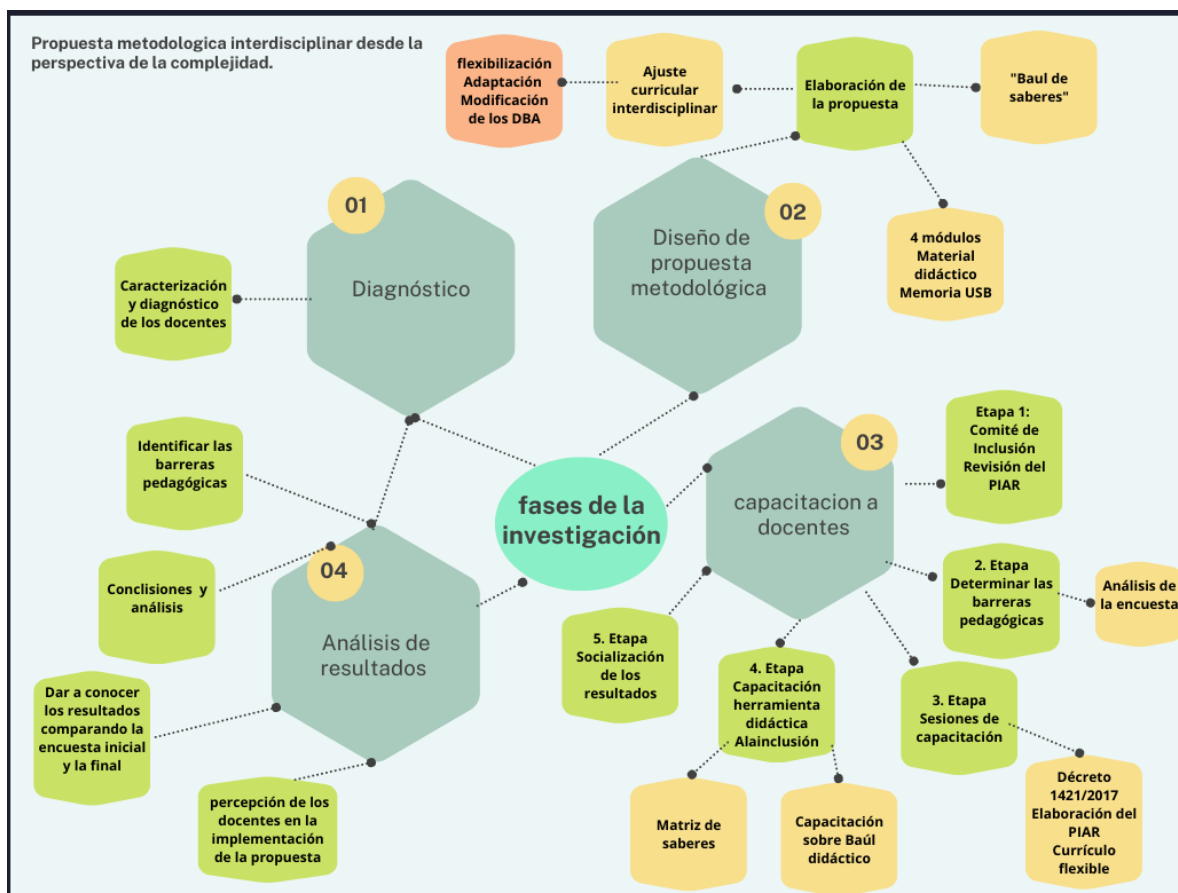 Propuesta metodologica interdisciplinar desde la
perspectiva de la complejidad.
flexibilización
Adaptación
Modificación
de los DBA
Ajuste
curricular
interdisciplinar
Elaboración de
la propuesta
"Baul de
saberes"
4 módulos
Material
didáctico
Memoria USB
01
Diagnóstico
Caracterización
y diagnóstico
de los docentes
02
Diseño de
propuesta
metodológica
fases de la
investigación
03
capacitacion a
docentes
Etapa 1:
Comité de
Inclusión
Revisión del
PIAR
2. Etapa
Determinar las
barreras
pedagógicas
Análisis de
la encuesta
3. Etapa
Sesiones de
capacitación
Décreto
1421/2017
Elaboración del
PIAR
Currículo
flexible
4. Etapa
Capacitación
herramienta
didáctica
Alainclusión
Matriz de
saberes
Capacitación
sobre Baúl
didáctico
5. Etapa
Socialización
de los
resultados
04
Análisis de
resultados
Identificar las
barreras
pedagógicas
Conclisiones y
análisis
Dar a conocer
los resultados
comparando la
encuesta inicial
y la final
percepción de los
docentes en la
implementación
de la propuesta